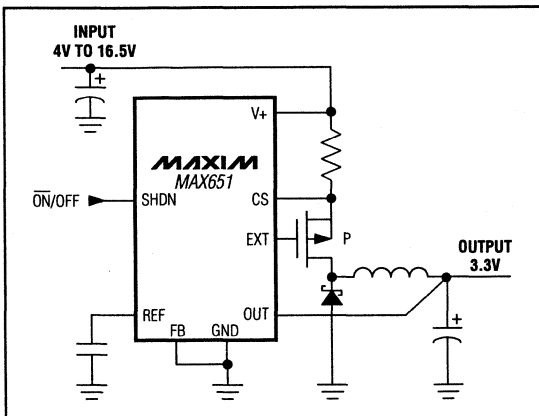 INPUT
4V TO 16.5V
+
V+
MAXIM
MAX651
ON/OFF
SHDN
CS
EXT
P
OUTPUT
3.3V
REF
OUT
FB
GND
+